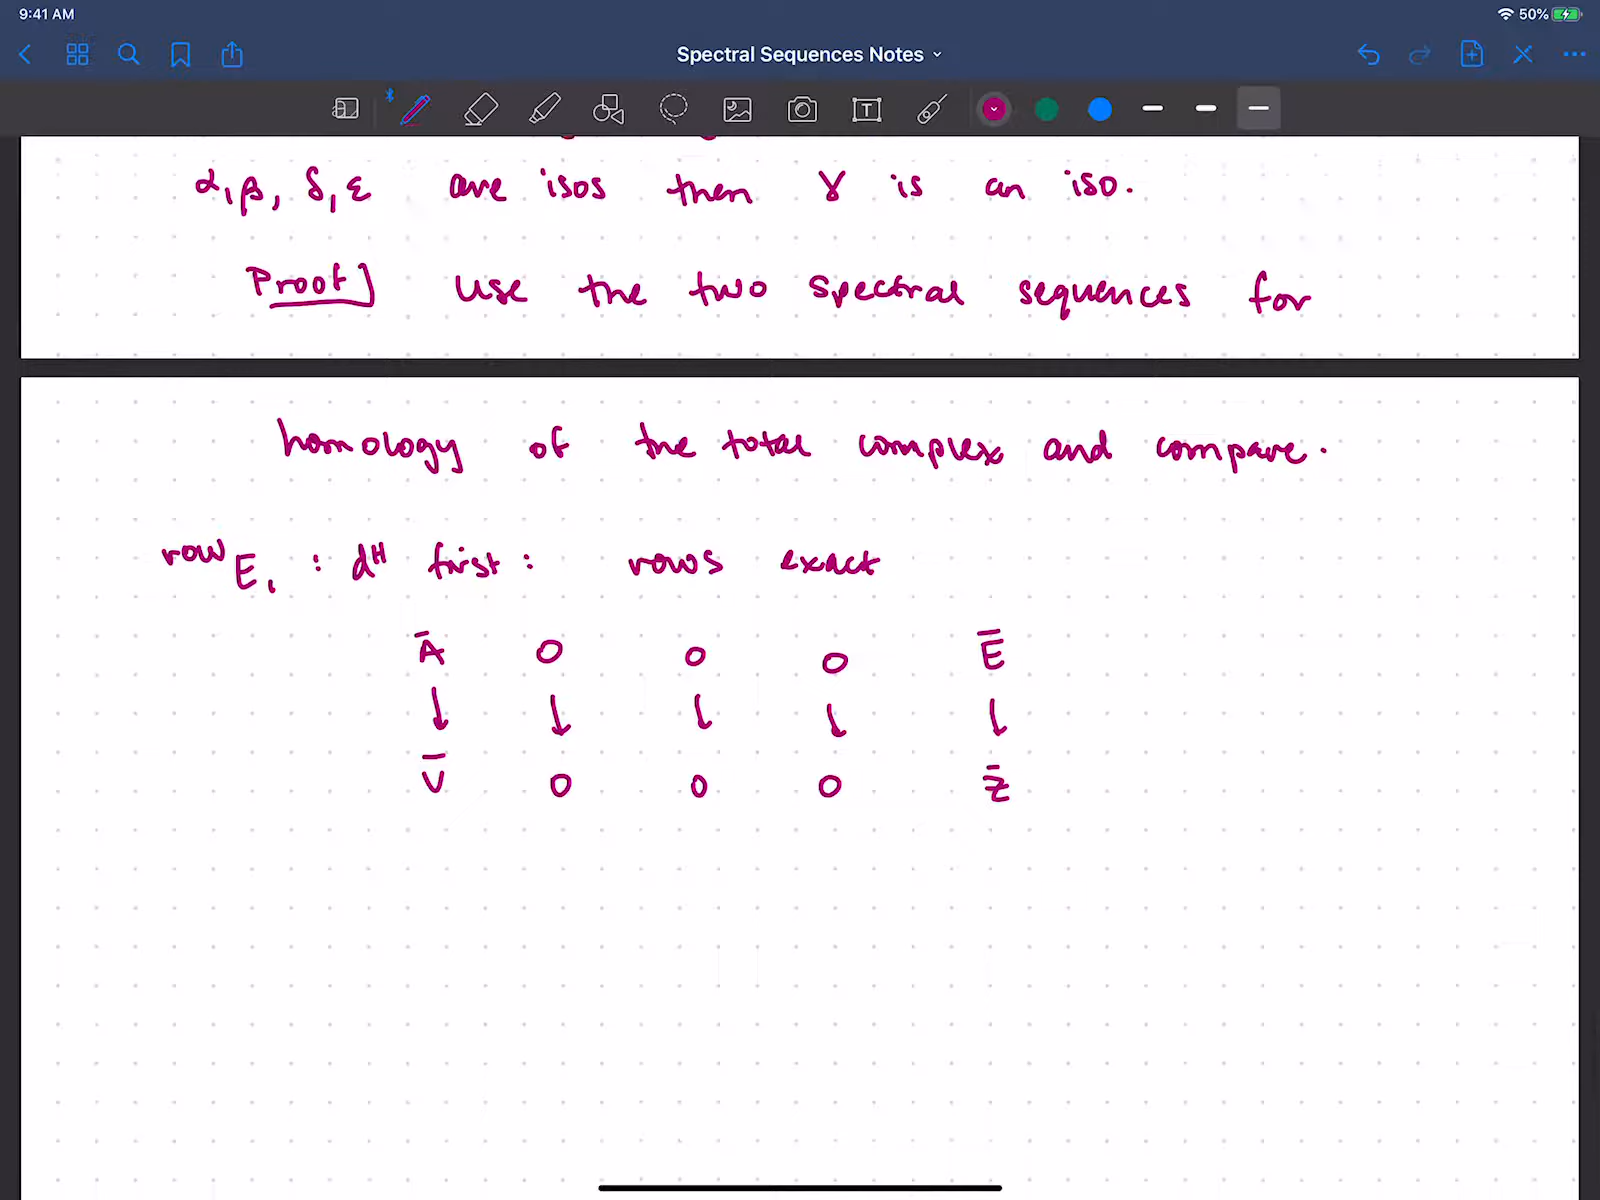 9:41 AM
50%
Spectral Sequences Notes
T
α, β, δ, ε are isos then γ is an iso.
Proof] Use the two spectral sequences for
homology of the total complex and compare.
row E₁ : dᴴ first : rows exact
Ā 0 0 0 Ē
↓ ↓ ↓ ↓ ↓
V̄ 0 0 0 Z̄